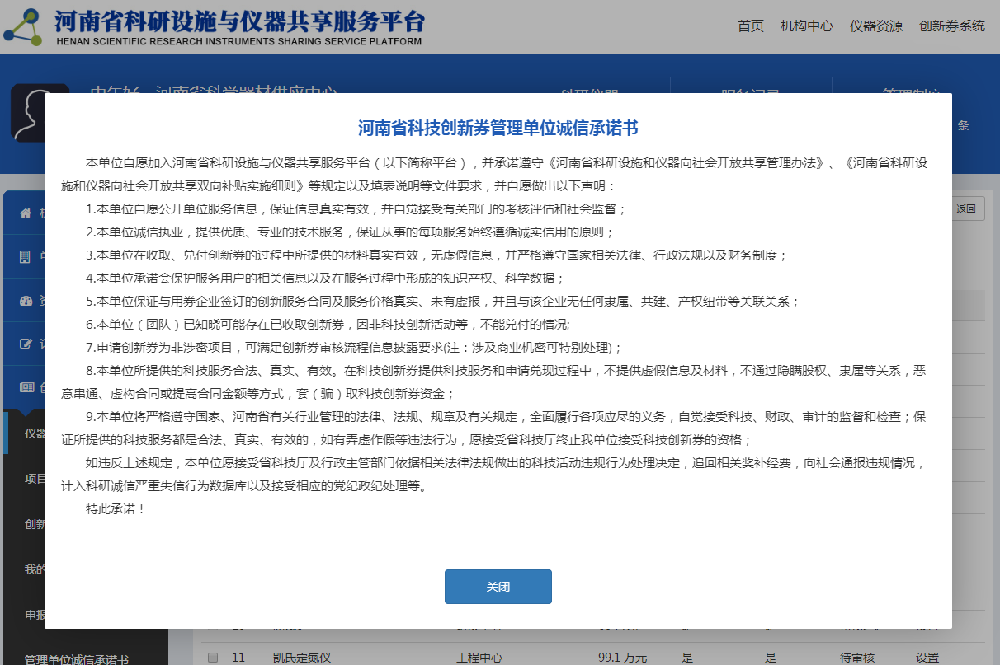 河南省科研设施与仪器共享服务平台
HENAN SCIENTIFIC RESEARCH INSTRUMENTS SHARING SERVICE PLATFORM
首页 机构中心 仪器资源 创新券系统
中午好，河南省科学器材供应中心
科研仪器 服务记录 管理制度
条
返回
河南省科技创新券管理单位诚信承诺书
本单位自愿加入河南省科研设施与仪器共享服务平台（以下简称平台），并承诺遵守《河南省科研设施和仪器向社会开放共享管理办法》、《河南省科研设
施和仪器向社会开放共享双向补贴实施细则》等规定以及填表说明等文件要求，并自愿做出以下声明：
1.本单位自愿公开单位服务信息，保证信息真实有效，并自觉接受有关部门的考核评估和社会监督；
2.本单位诚信执业，提供优质、专业的技术服务，保证从事的每项服务始终遵循诚实信用的原则；
3.本单位在收取、兑付创新券的过程中所提供的材料真实有效，无虚假信息，并严格遵守国家相关法律、行政法规以及财务制度；
4.本单位承诺会保护服务用户的相关信息以及在服务过程中形成的知识产权、科学数据；
5.本单位保证与用券企业签订的创新服务合同及服务价格真实、未有虚报，并且与该企业无任何隶属、共建、产权纽带等关联关系；
6.本单位（团队）已知晓可能存在已收取创新券，因非科技创新活动等，不能兑付的情况;
7.申请创新券为非涉密项目，可满足创新券审核流程信息披露要求(注：涉及商业机密可特别处理)；
8.本单位所提供的科技服务合法、真实、有效。在科技创新券提供科技服务和申请兑现过程中，不提供虚假信息及材料，不通过隐瞒股权、隶属等关系，恶
意串通、虚构合同或提高合同金额等方式，套（骗）取科技创新券资金；
9.本单位将严格遵守国家、河南省有关行业管理的法律、法规、规章及有关规定，全面履行各项应尽的义务，自觉接受科技、财政、审计的监督和检查；保
证所提供的科技服务都是合法、真实、有效的，如有弄虚作假等违法行为，愿接受省科技厅终止我单位接受科技创新券的资格；
如违反上述规定，本单位愿接受省科技厅及行政主管部门依据相关法律法规做出的科技活动违规行为处理决定，追回相关奖补经费，向社会通报违规情况，
计入科研诚信严重失信行为数据库以及接受相应的党纪政纪处理等。
特此承诺！
关闭
仪器
项目
创新
我的
申报
管理单位诚信承诺书
11 凯氏定氮仪 工程中心 99.1 万元 是 是 待审核 设置